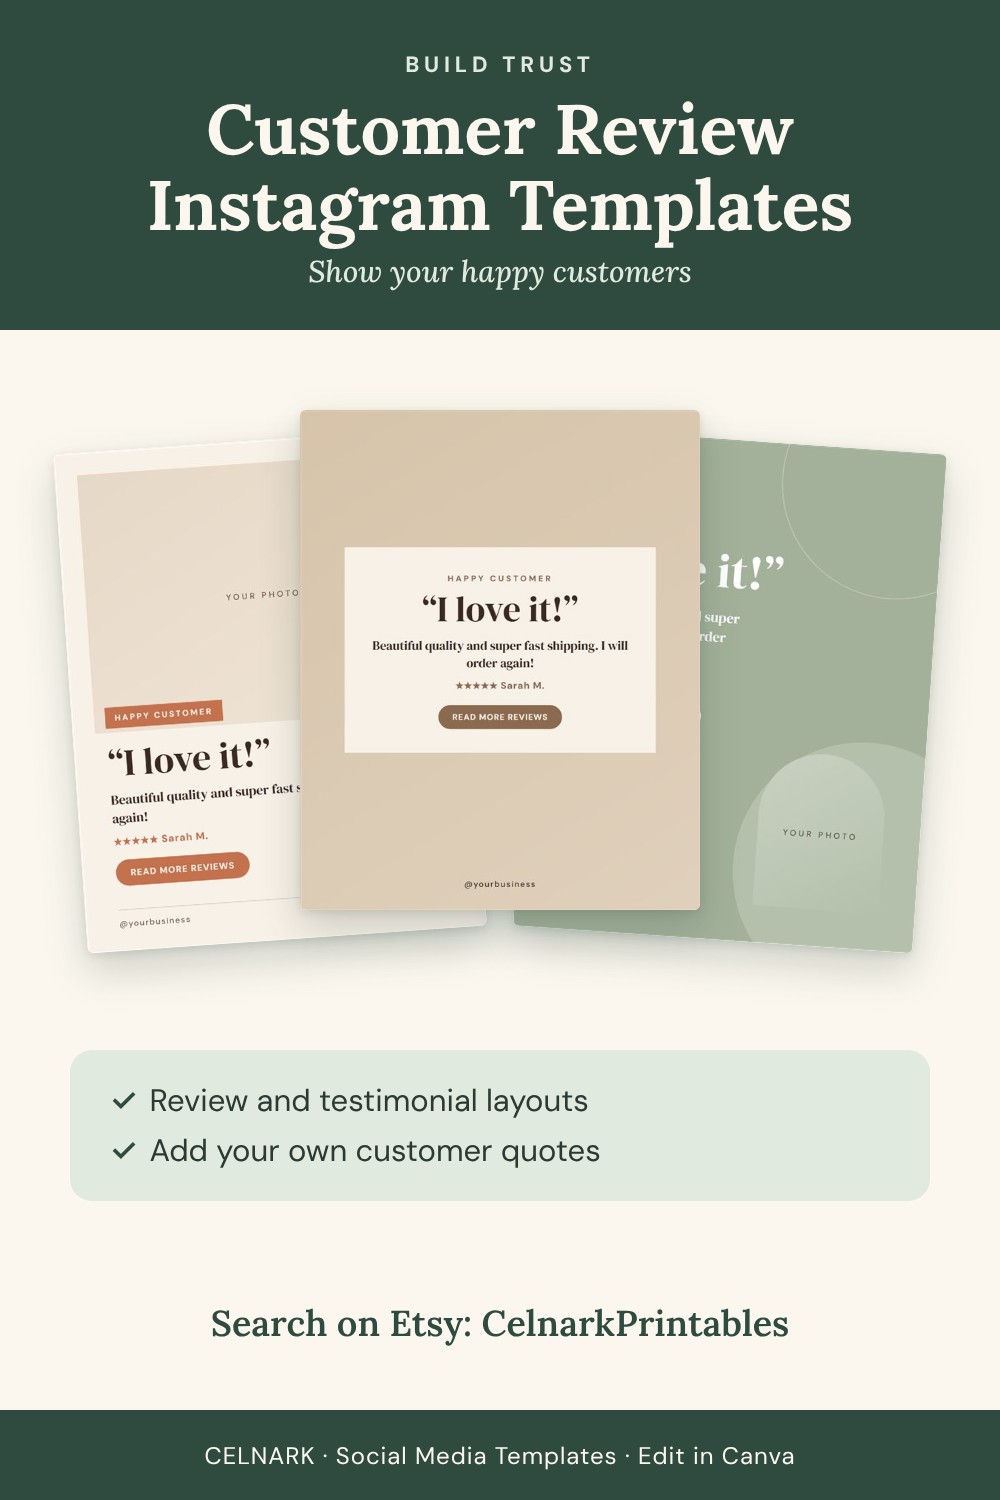 BUILD TRUST
Customer Review
Instagram Templates
Show your happy customers
YOUR PHOTO
HAPPY CUSTOMER
“I love it!”
Beautiful quality and super fast
again!
★★★★★ Sarah M.
READ MORE REVIEWS
@yourbusiness
HAPPY CUSTOMER
“I love it!”
Beautiful quality and super fast shipping. I will
order again!
★★★★★ Sarah M.
READ MORE REVIEWS
@yourbusiness
it!”
super
YOUR PHOTO
✓ Review and testimonial layouts
✓ Add your own customer quotes
Search on Etsy: CelnarkPrintables
CELNARK · Social Media Templates · Edit in Canva